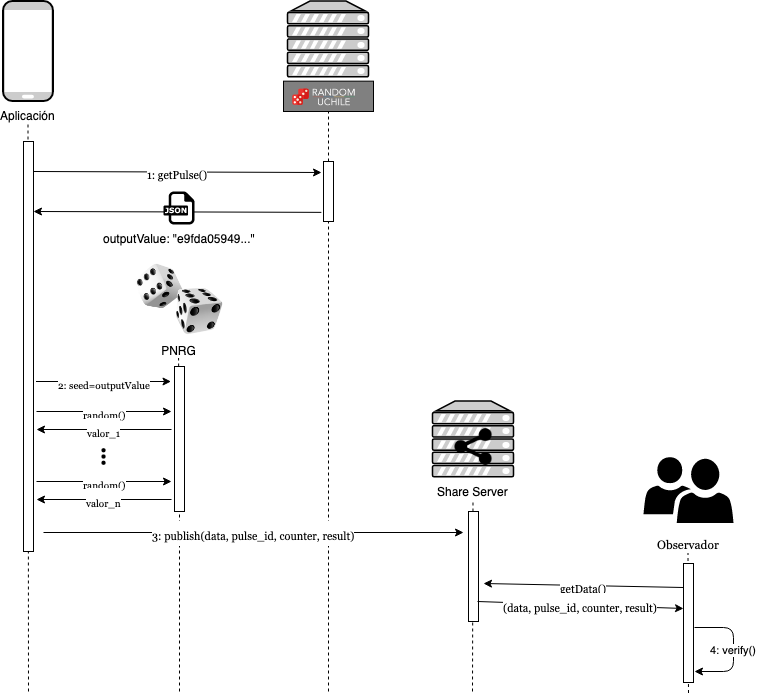 Aplicación
RANDOM
UCHILE
1: getPulse()
JSON
outputValue: "e9fda05949..."
PNRG
2: seed=outputValue
random()
valor_1
random()
valor_n
Share Server
3: publish(data, pulse_id, counter, result)
Observador
getData()
(data, pulse_id, counter, result)
4: verify()